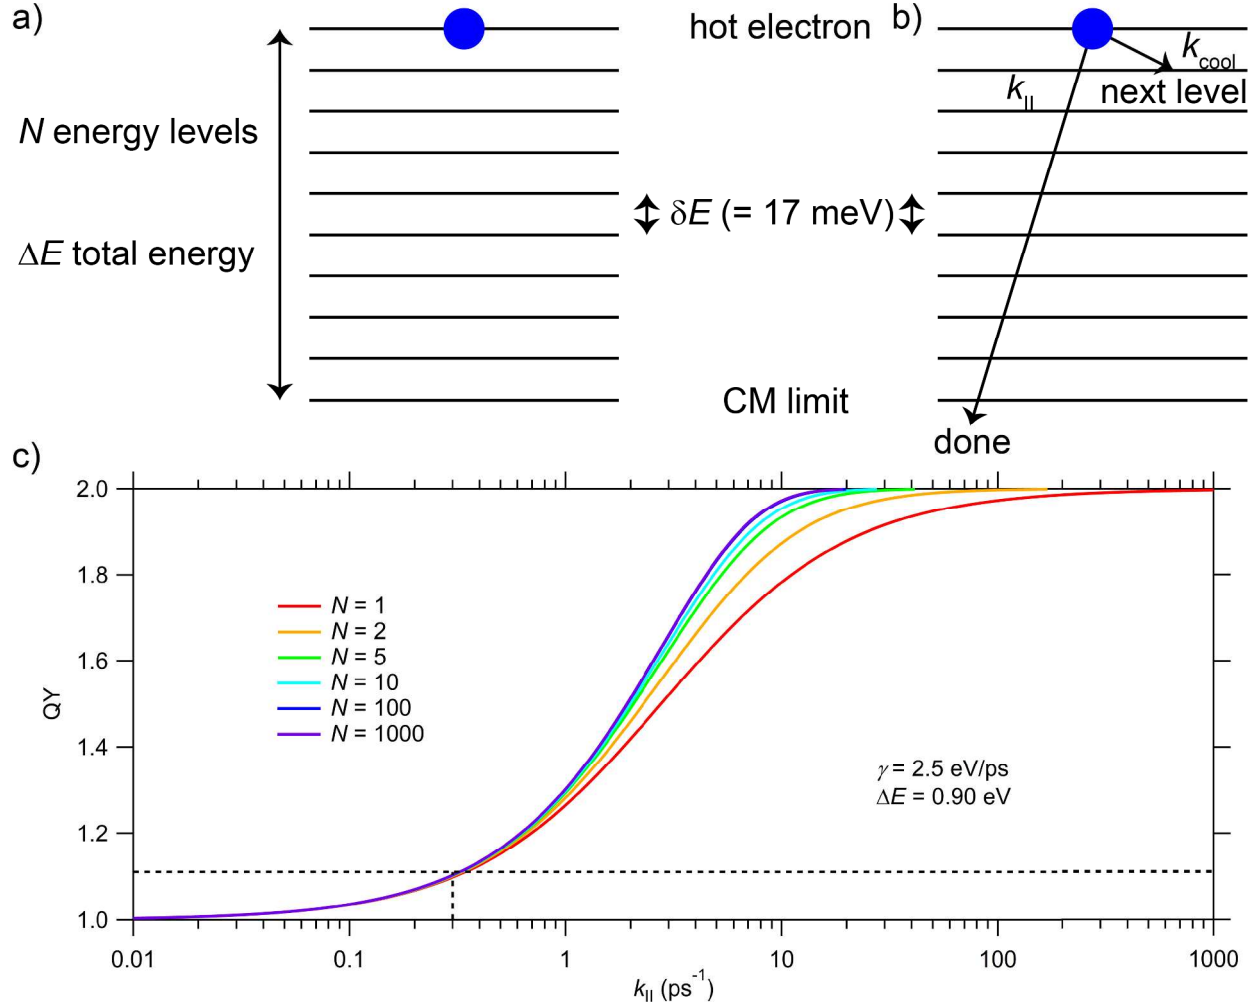 a)
hot electron
b)
k_cool
k_II
next level
N energy levels
δE (= 17 meV)
ΔE total energy
CM limit
done
c)
QY
2.0
1.8
1.6
1.4
1.2
1.0
N = 1
N = 2
N = 5
N = 10
N = 100
N = 1000
γ = 2.5 eV/ps
ΔE = 0.90 eV
0.01
0.1
1
10
100
1000
k_II (ps⁻¹)